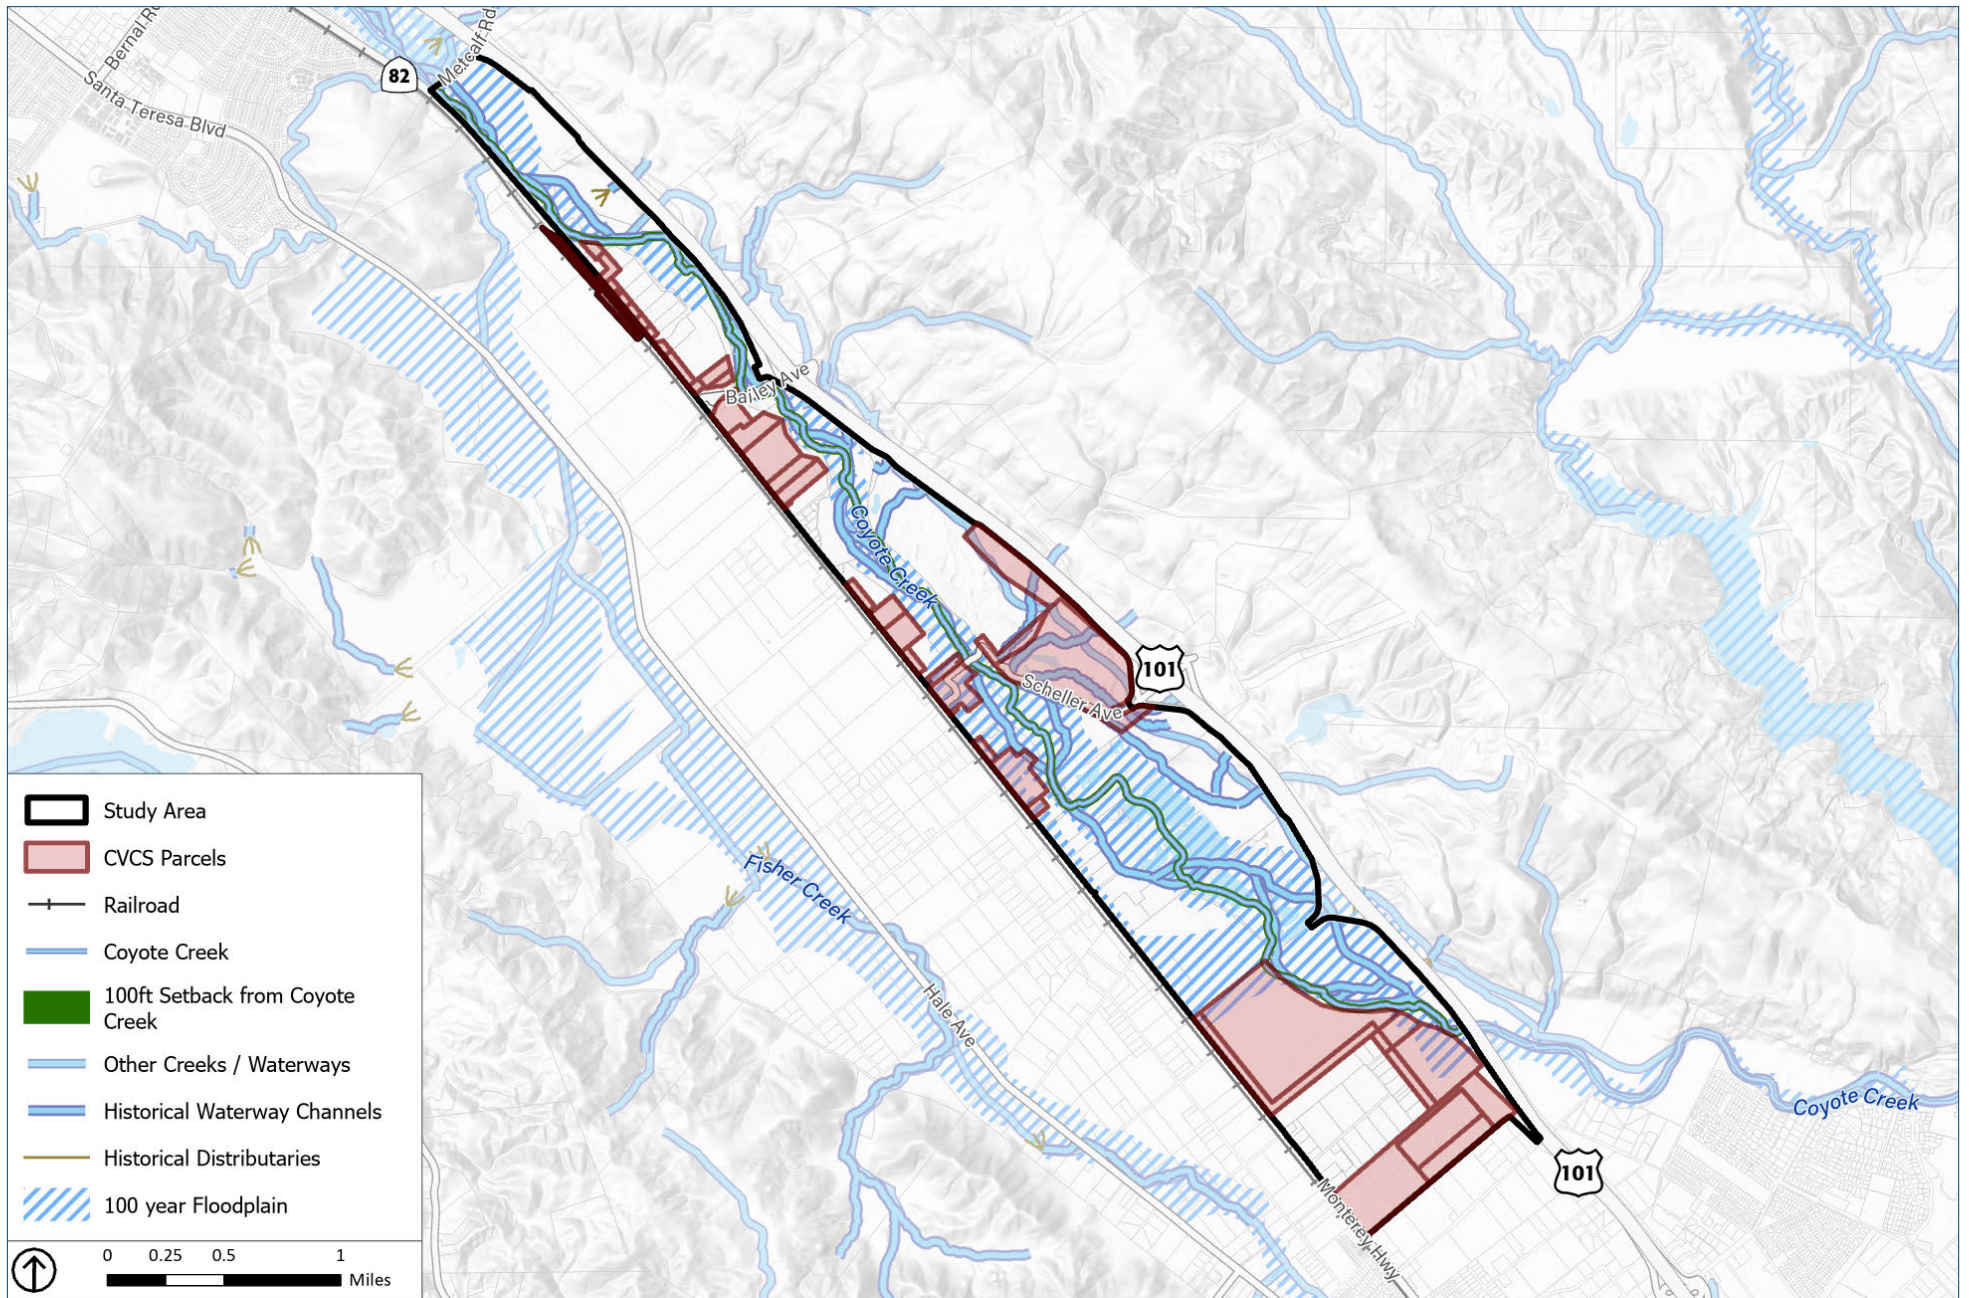 Bernal Rd
Metcalf Rd
82
Santa Teresa Blvd
Bailey Ave
Coyote Creek
101
Scheller Ave
Fisher Creek
Hale Ave
Coyote Creek
101
Monterey Hwy
Study Area
CVCS Parcels
Railroad
Coyote Creek
100ft Setback from Coyote
Creek
Other Creeks / Waterways
Historical Waterway Channels
Historical Distributaries
100 year Floodplain
0 0.25 0.5 1
Miles